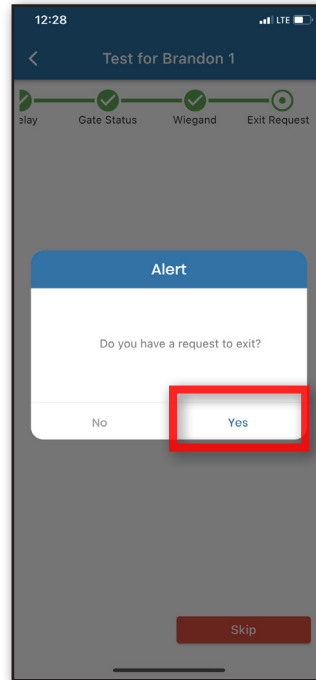 12:28 LTE
Test for Brandon 1
elay Gate Status Wiegand Exit Request
Alert
Do you have a request to exit?
No Yes
Skip